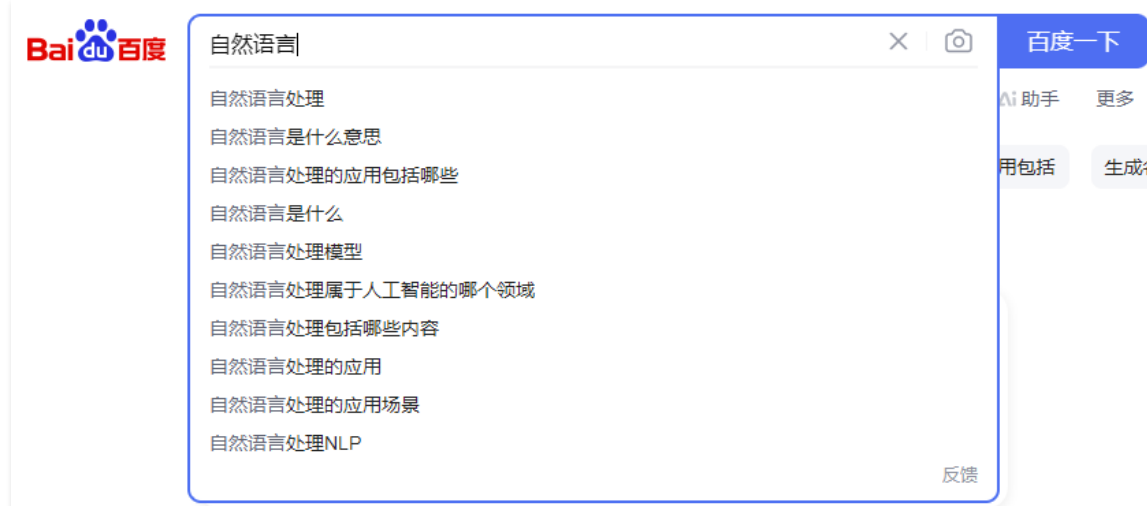 Bai du 百度
自然语言
百度一下
自然语言处理
Ai 助手 更多
自然语言是什么意思
自然语言处理的应用包括哪些
用包括 生成
自然语言是什么
自然语言处理模型
自然语言处理属于人工智能的哪个领域
自然语言处理包括哪些内容
自然语言处理的应用
自然语言处理的应用场景
自然语言处理NLP
反馈